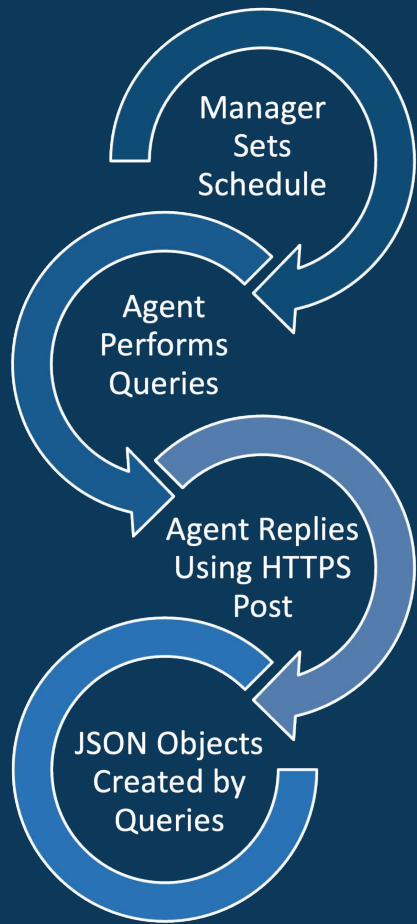 Manager
Sets
Schedule
Agent
Performs
Queries
Agent Replies
Using HTTPS
Post
JSON Objects
Created by
Queries